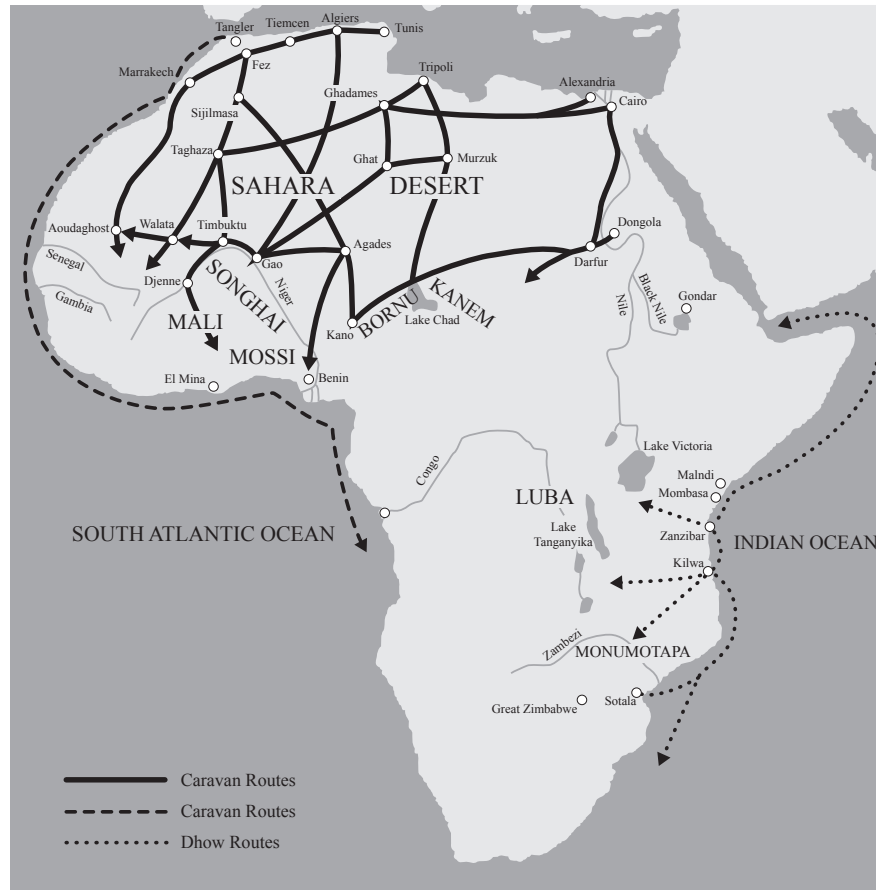 Tangler
Tiemcen
Algiers
Tunis
Fez
Marrakech
Tripoli
Alexandria
Ghadames
Cairo
Sijilmasa
Taghaza
Ghat
Murzuk
SAHARA
DESERT
Aoudaghost
Walata
Timbuktu
Agades
Dongola
Gao
Darfur
Senegal
Djenne
SONGHAI
Niger
Gambia
Nile
Black Nile
Gondar
MALI
Kano
BORNU
KANEM
Lake Chad
MOSSI
El Mina
Benin
Lake Victoria
Congo
Malndi
Mombasa
LUBA
SOUTH ATLANTIC OCEAN
Lake
Tanganyika
Zanzibar
INDIAN OCEAN
Kilwa
Zambezi
MONUMOTAPA
Great Zimbabwe
Sotala
Caravan Routes
Caravan Routes
Dhow Routes